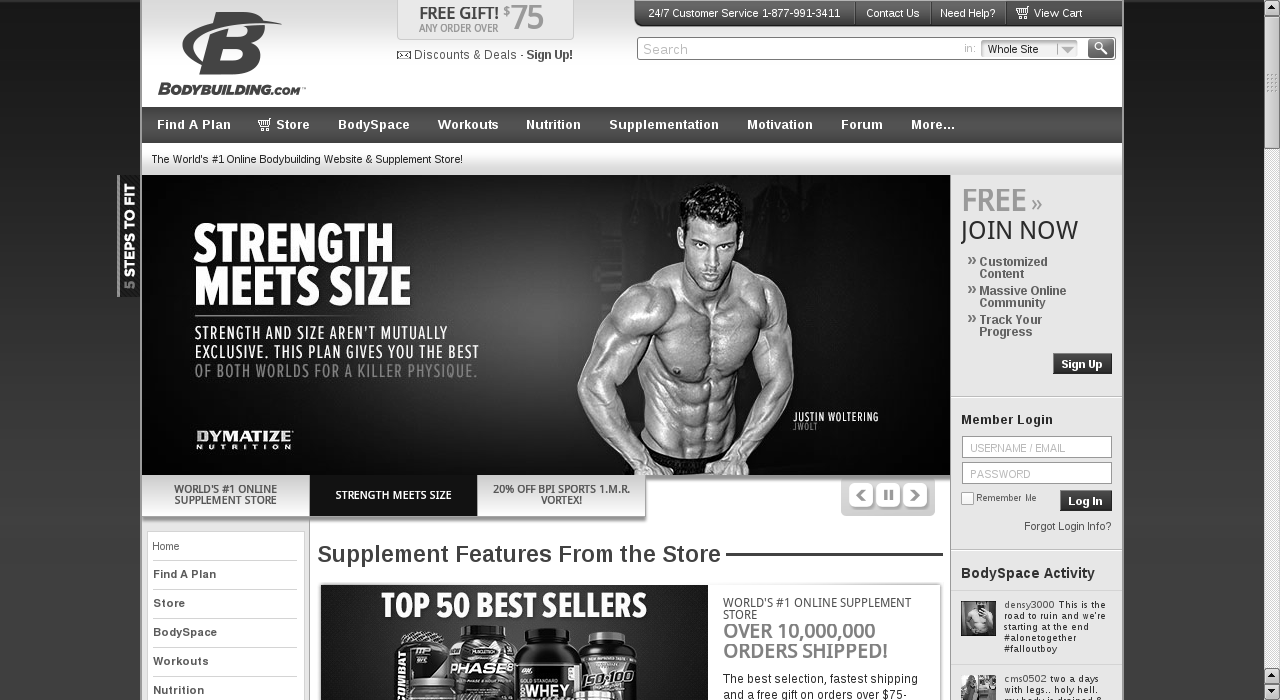 FREE GIFT! $75
ANY ORDER OVER
Discounts & Deals - Sign Up!
24/7 Customer Service 1-877-991-3411
Contact Us
Need Help?
View Cart
Search
in:
Whole Site
BODYBUILDING.COM
Find A Plan
Store
BodySpace
Workouts
Nutrition
Supplementation
Motivation
Forum
More...
The World's #1 Online Bodybuilding Website & Supplement Store!
5 STEPS TO FIT
STRENGTH
MEETS SIZE
STRENGTH AND SIZE AREN'T MUTUALLY
EXCLUSIVE. THIS PLAN GIVES YOU THE BEST
OF BOTH WORLDS FOR A KILLER PHYSIQUE.
DYMATIZE
NUTRITION
JUSTIN WOLTERING
JWOLT
FREE »
JOIN NOW
» Customized
Content
» Massive Online
Community
» Track Your
Progress
Sign Up
Member Login
USERNAME / EMAIL
PASSWORD
Remember Me
Log In
Forgot Login Info?
WORLD'S #1 ONLINE
SUPPLEMENT STORE
STRENGTH MEETS SIZE
20% OFF BPI SPORTS 1.M.R.
VORTEX!
Home
Find A Plan
Store
BodySpace
Workouts
Nutrition
Supplement Features From the Store
TOP 50 BEST SELLERS
COMBAT
MP
MUSCLETECH
PHASE8
ON
GOLD STANDARD
WHEY
ISO·100
WORLD'S #1 ONLINE SUPPLEMENT
STORE
OVER 10,000,000
ORDERS SHIPPED!
The best selection, fastest shipping
and a free gift on orders over $75-
BodySpace Activity
densy3000 This is the
road to ruin and we're
starting at the end
#alonetogether
#falloutboy
cms0502 two a days
with legs.. holy hell,